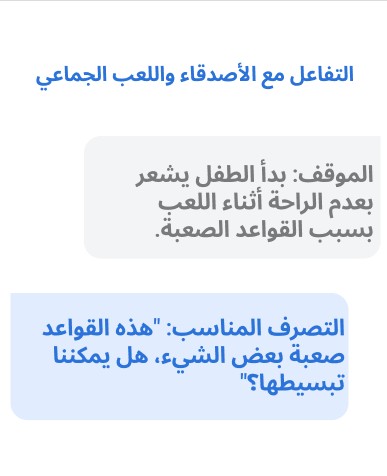 التفاعل مع الأصدقاء واللعب الجماعي
الموقف: بدأ الطفل يشعر
بعدم الراحة أثناء اللعب
بسبب القواعد الصعبة.
التصرف المناسب: "هذه القواعد
صعبة بعض الشيء، هل يمكننا
تبسيطها؟"